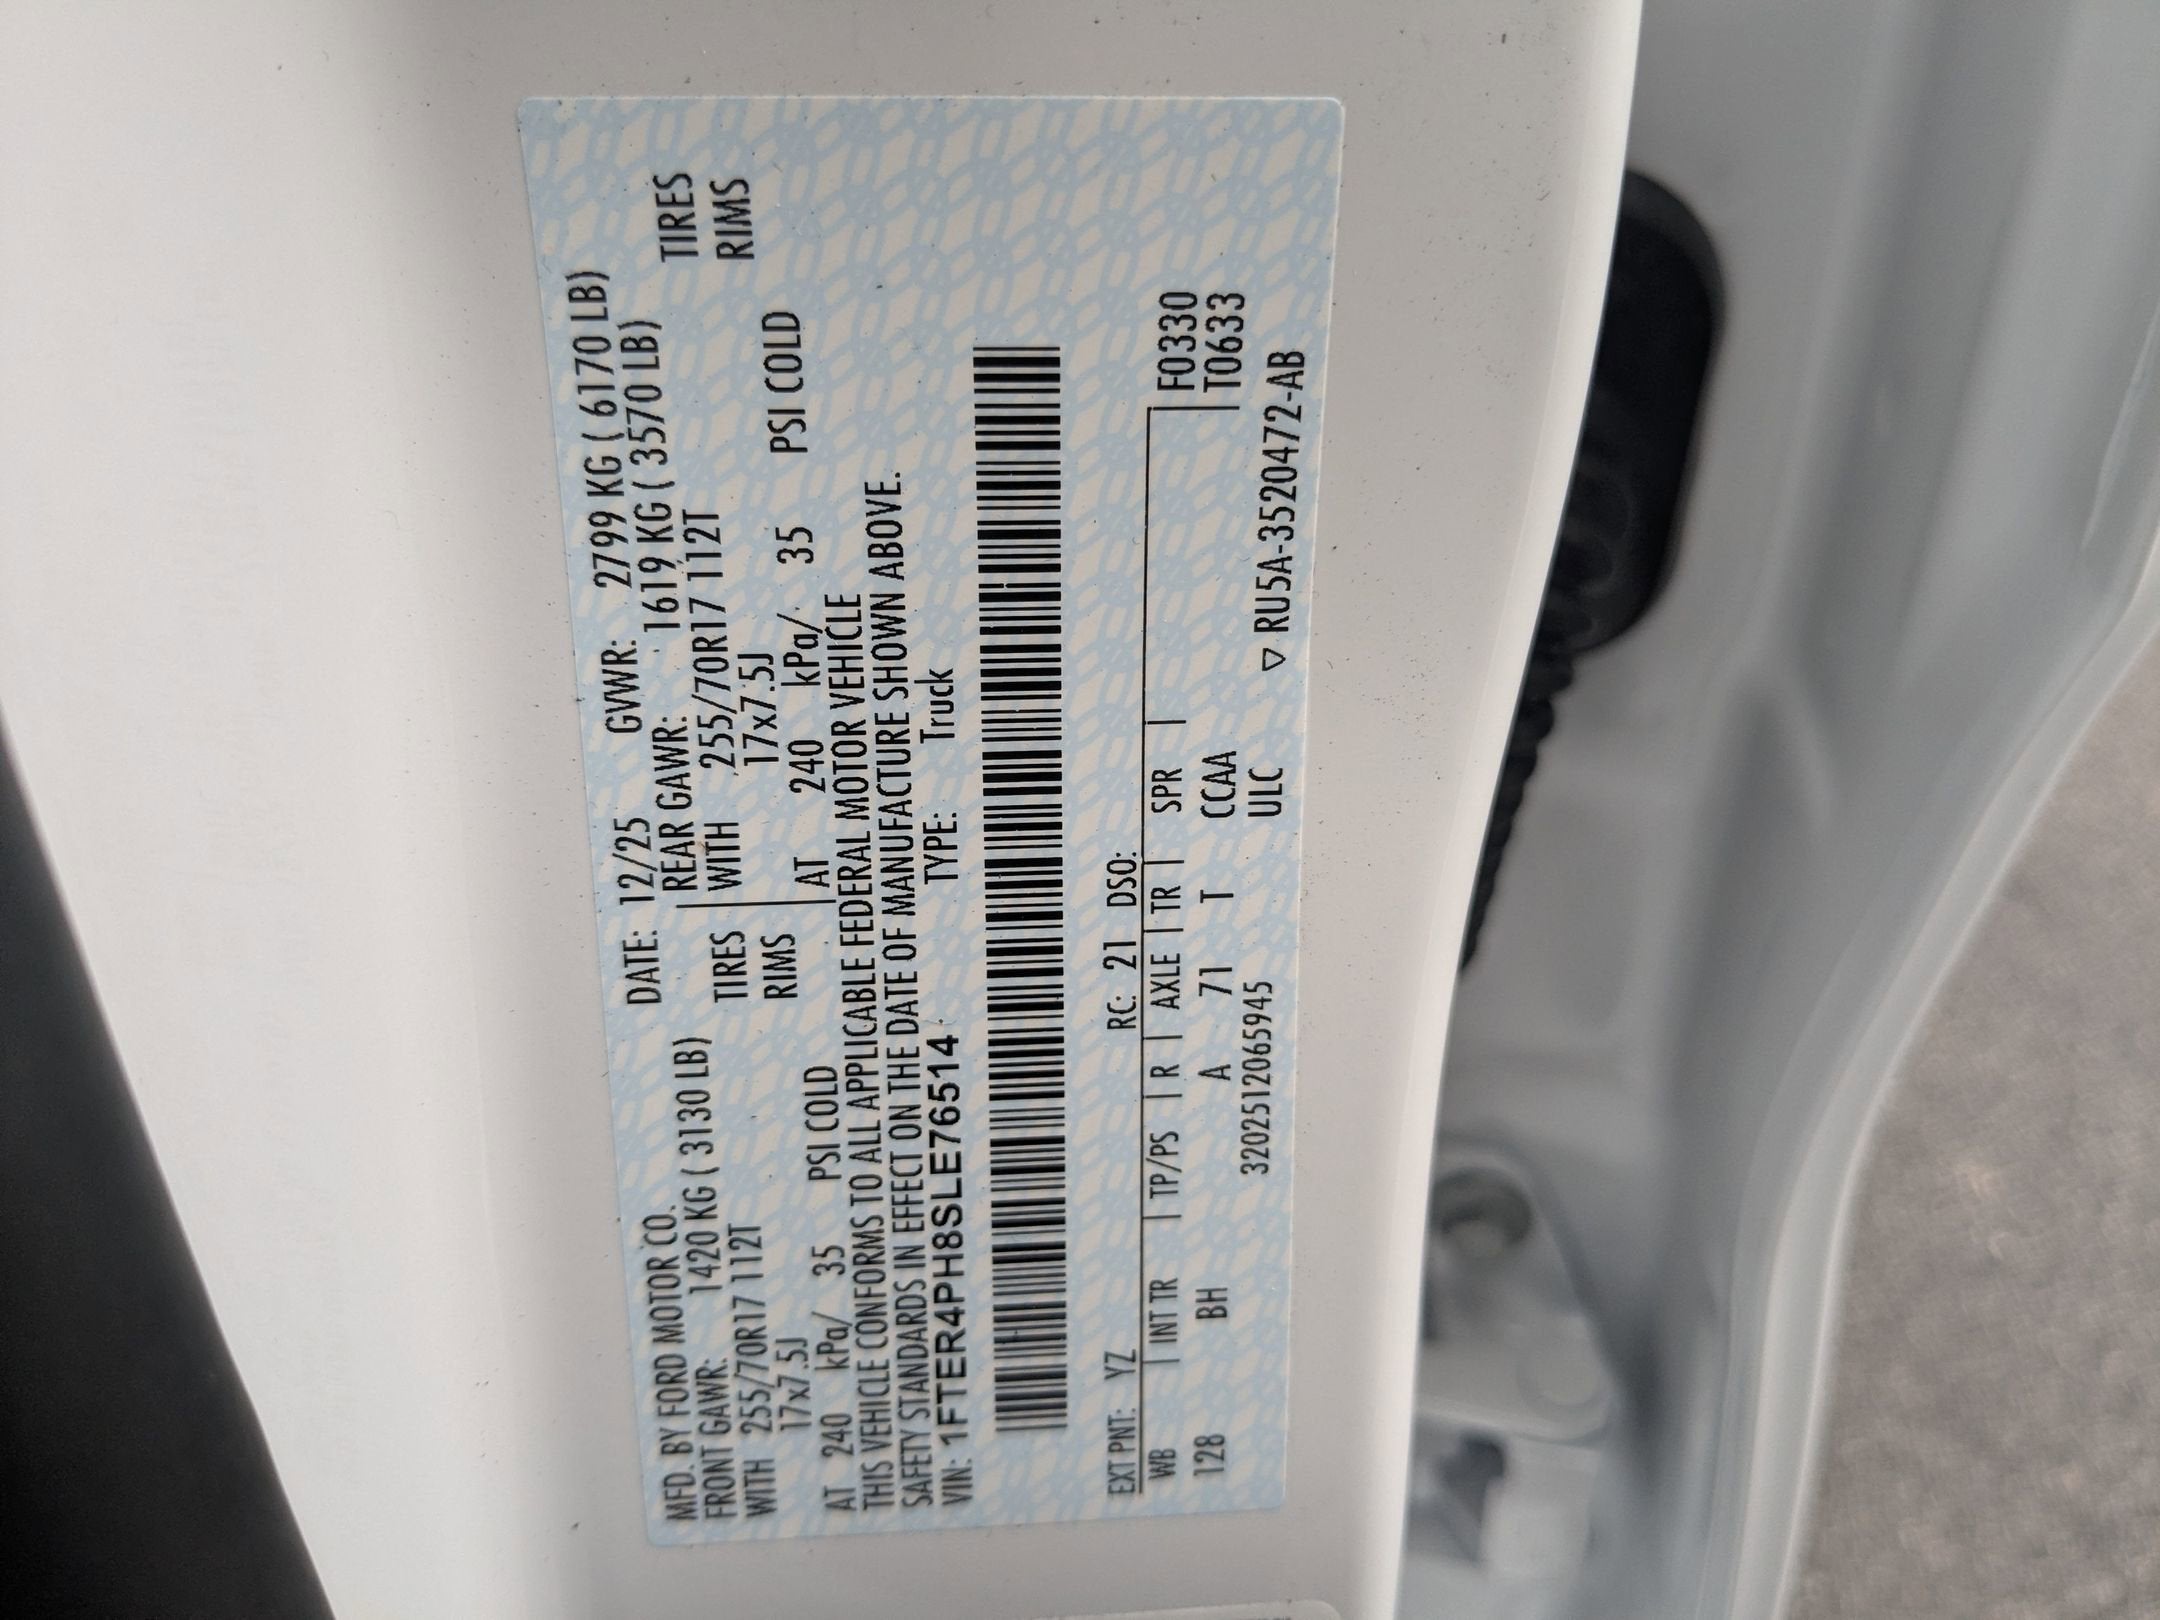 MFD. BY FORD MOTOR CO. DATE: 12/25 GVWR: 2799 KG ( 6170 LB)
FRONT GAWR: 1420 KG ( 3130 LB) REAR GAWR: 1619 KG ( 3570 LB)
WITH 255/70R17 112T TIRES WITH 255/70R17 112T TIRES
17x7.5J RIMS 17x7.5J RIMS
AT 240 kPa/ 35 PSI COLD AT 240 kPa/ 35 PSI COLD
THIS VEHICLE CONFORMS TO ALL APPLICABLE FEDERAL MOTOR VEHICLE
SAFETY STANDARDS IN EFFECT ON THE DATE OF MANUFACTURE SHOWN ABOVE.
VIN: 1FTER4PH8SLE76514 TYPE: Truck
EXT PNT: YZ RC: 21 DSO:
WB | INT TR | TP/PS | R | AXLE | TR | SPR | F0330
128 BH A 71 T CCAA T0633
3202512065945 ULC ▽ RU5A-3520472-AB